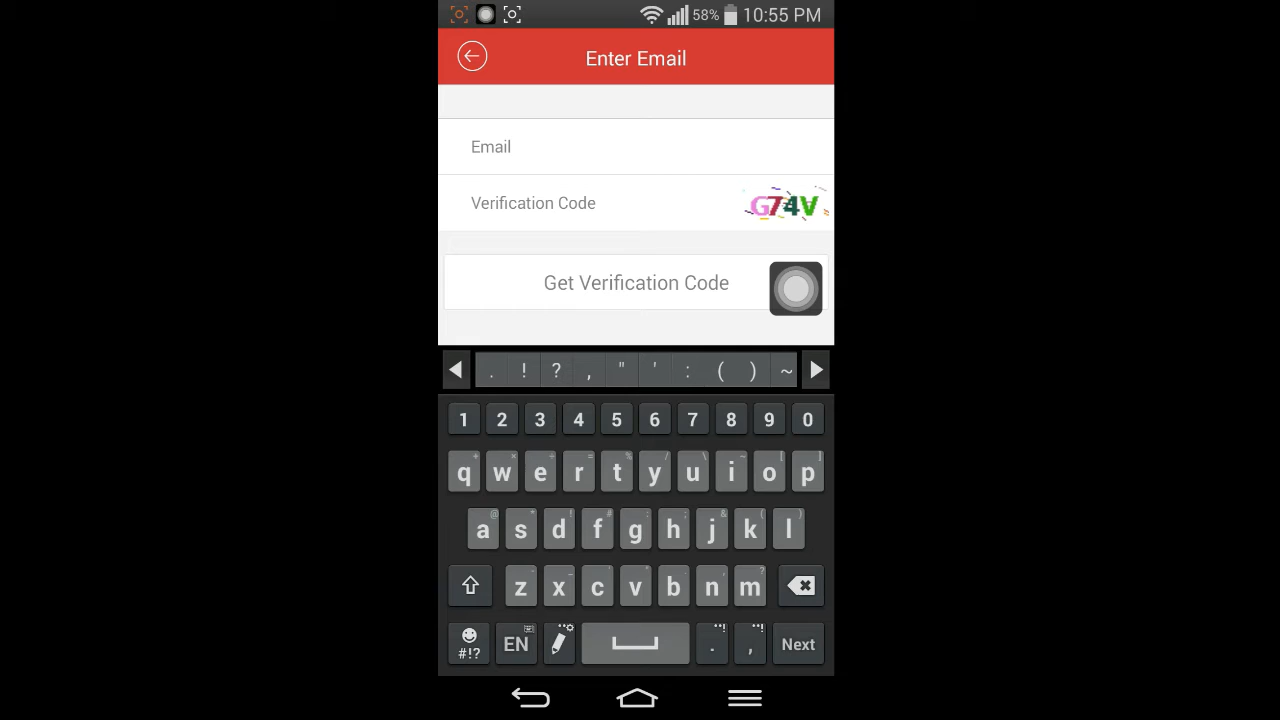 58% 10:55 PM
Enter Email
Email
Verification Code G74V
Get Verification Code
. ! ? , " ' : ( ) ~
1 2 3 4 5 6 7 8 9 0
q w e r t y u i o p
a s d f g h j k l
z x c v b n m
#!? EN . , Next